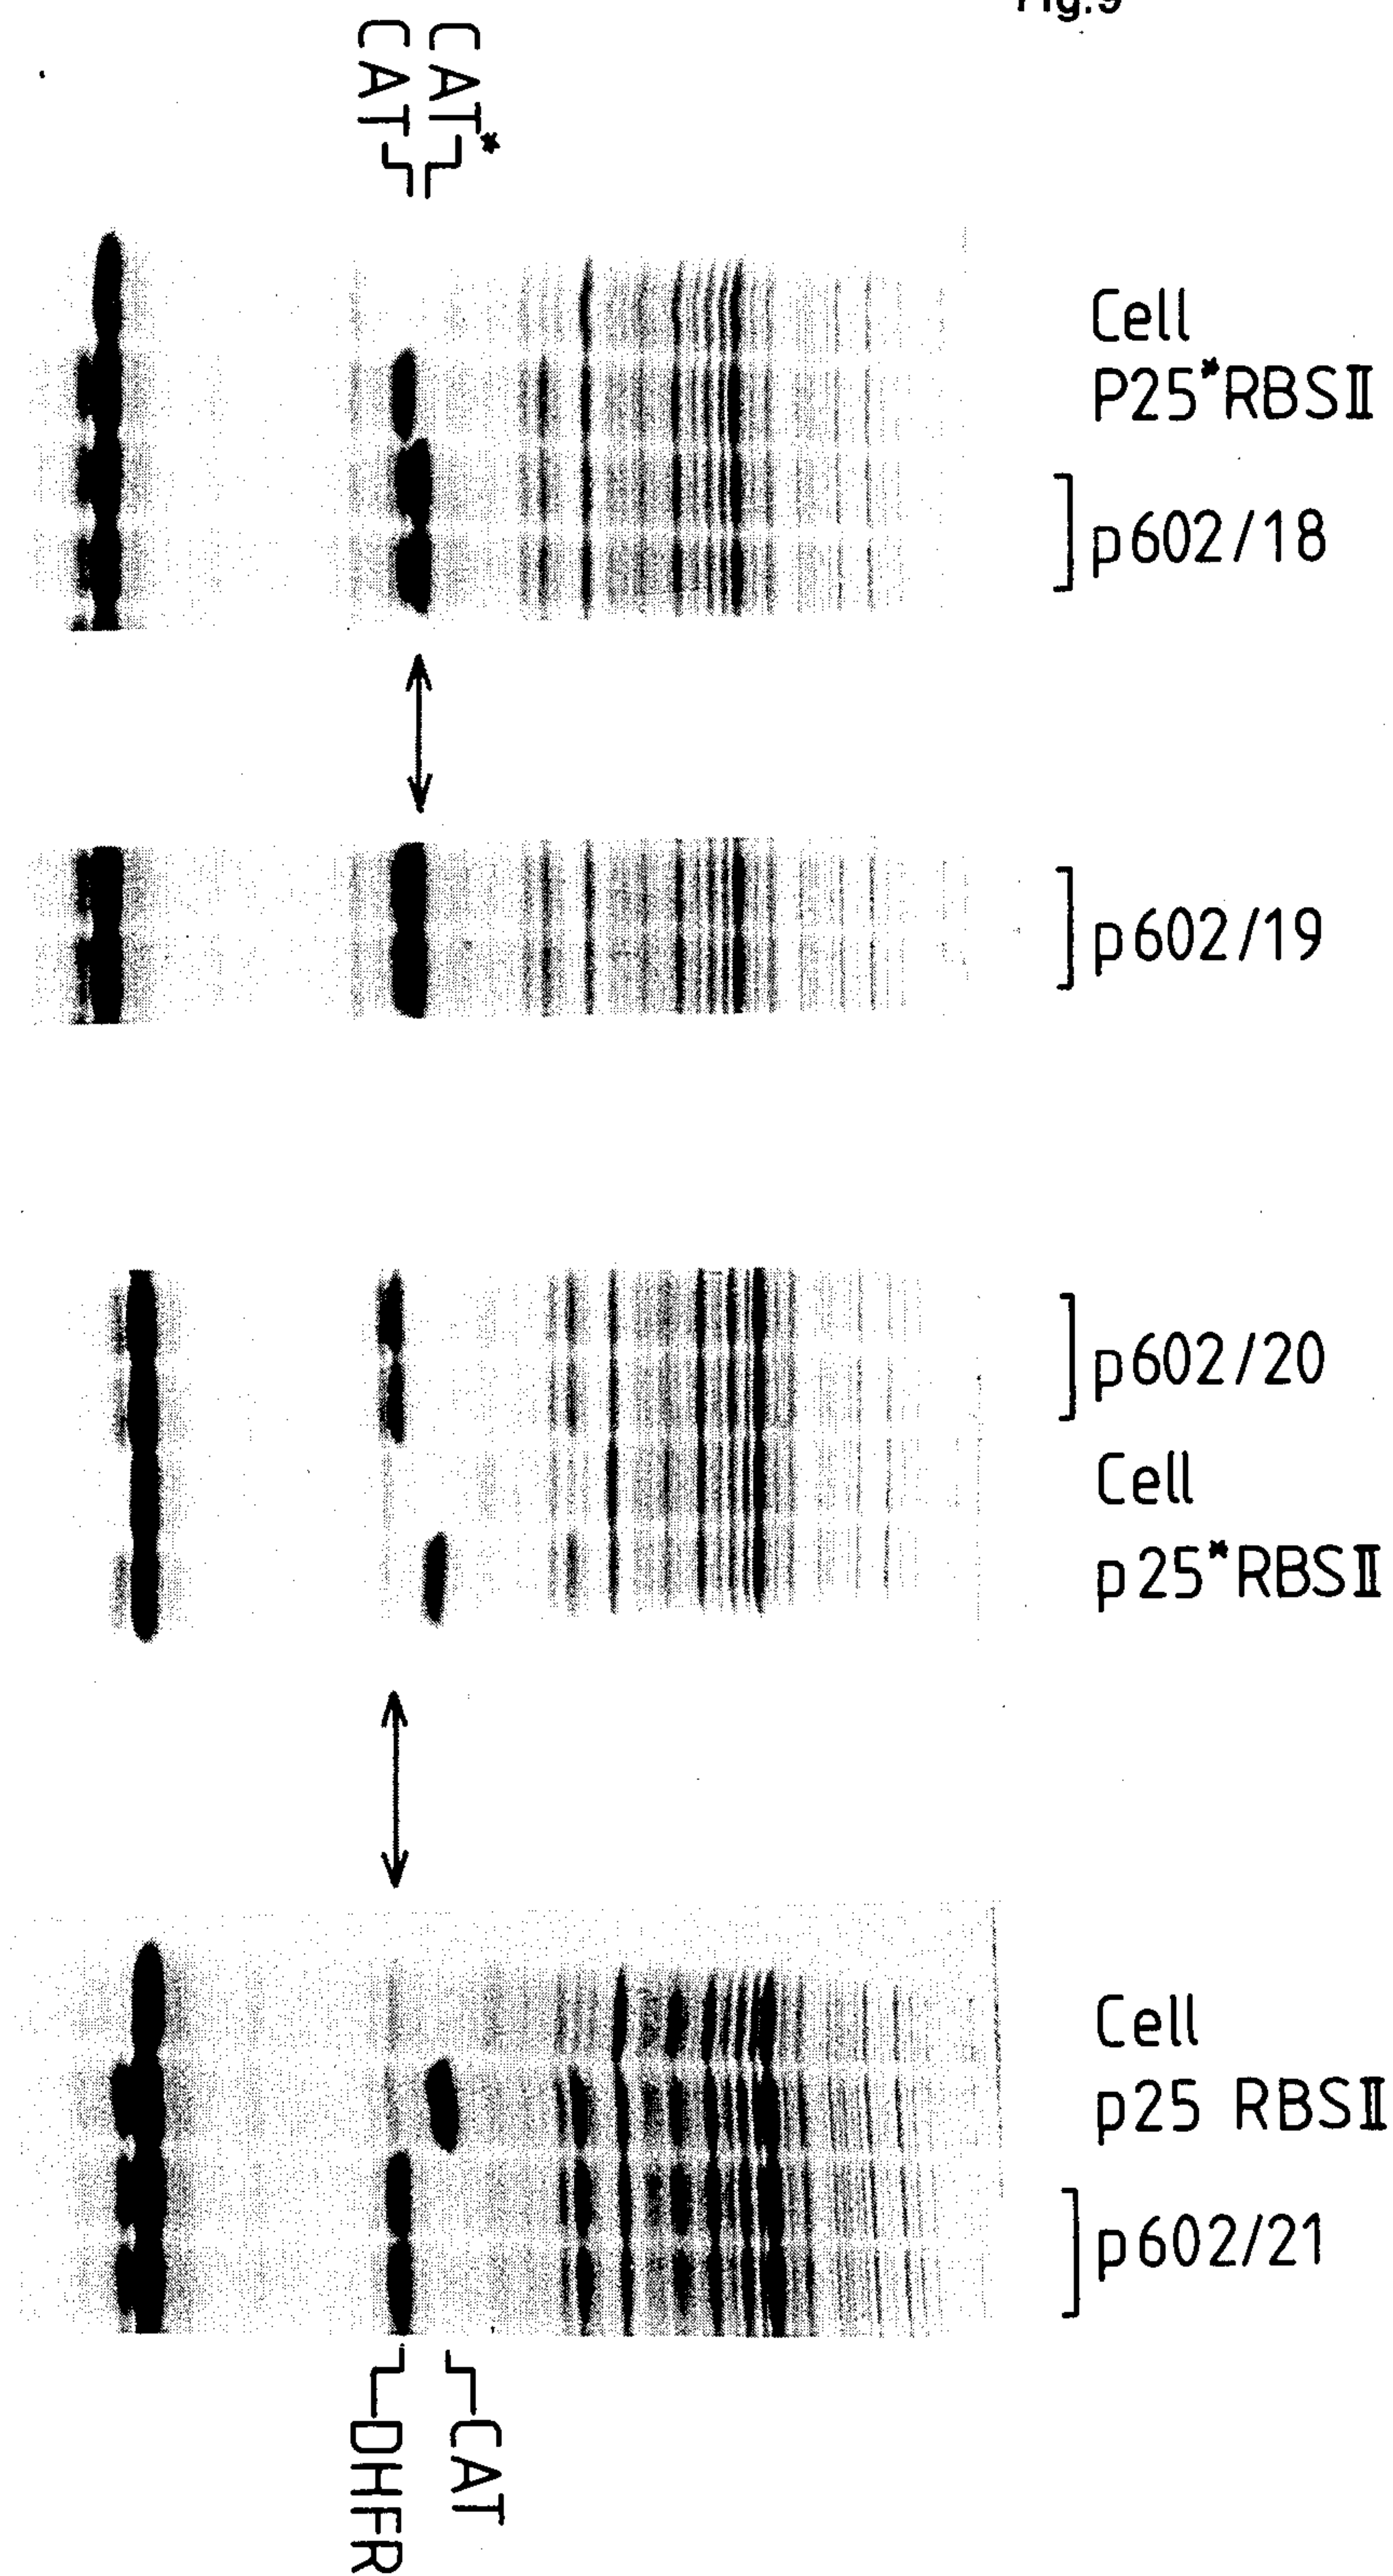 Fig.9
CAT*
CAT
Cell
P25*RBSII
p602/18
p602/19
p602/20
Cell
p25*RBSII
Cell
p25 RBSII
p602/21
CAT
DHFR